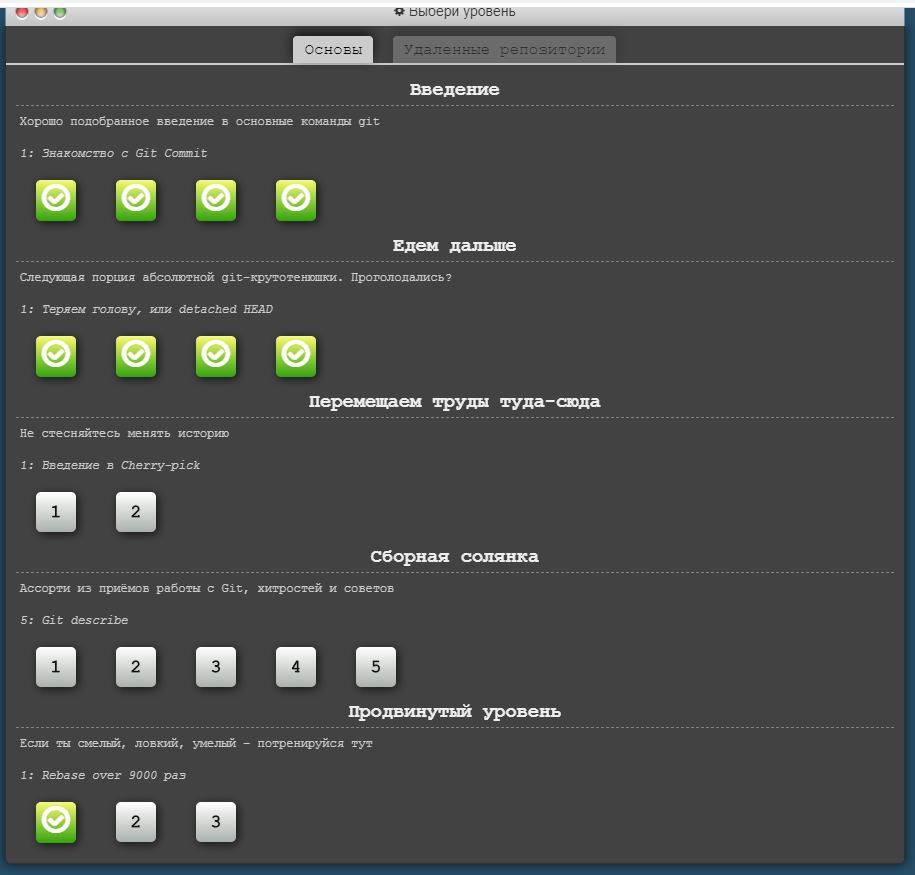 Выбери уровень
Основы Удаленные репозитории
Введение
Хорошо подобранное введение в основные команды git
1: Знакомство с Git Commit
Едем дальше
Следующая порция абсолютной git-крутотенюшки. Проголодались?
1: Теряем голову, или detached HEAD
Перемещаем труды туда-сюда
Не стесняйтесь менять историю
1: Введение в Cherry-pick
1 2
Сборная солянка
Ассорти из приёмов работы с Git, хитростей и советов
5: Git describe
1 2 3 4 5
Продвинутый уровень
Если ты смелый, ловкий, умелый – потренируйся тут
1: Rebase over 9000 раз
2 3